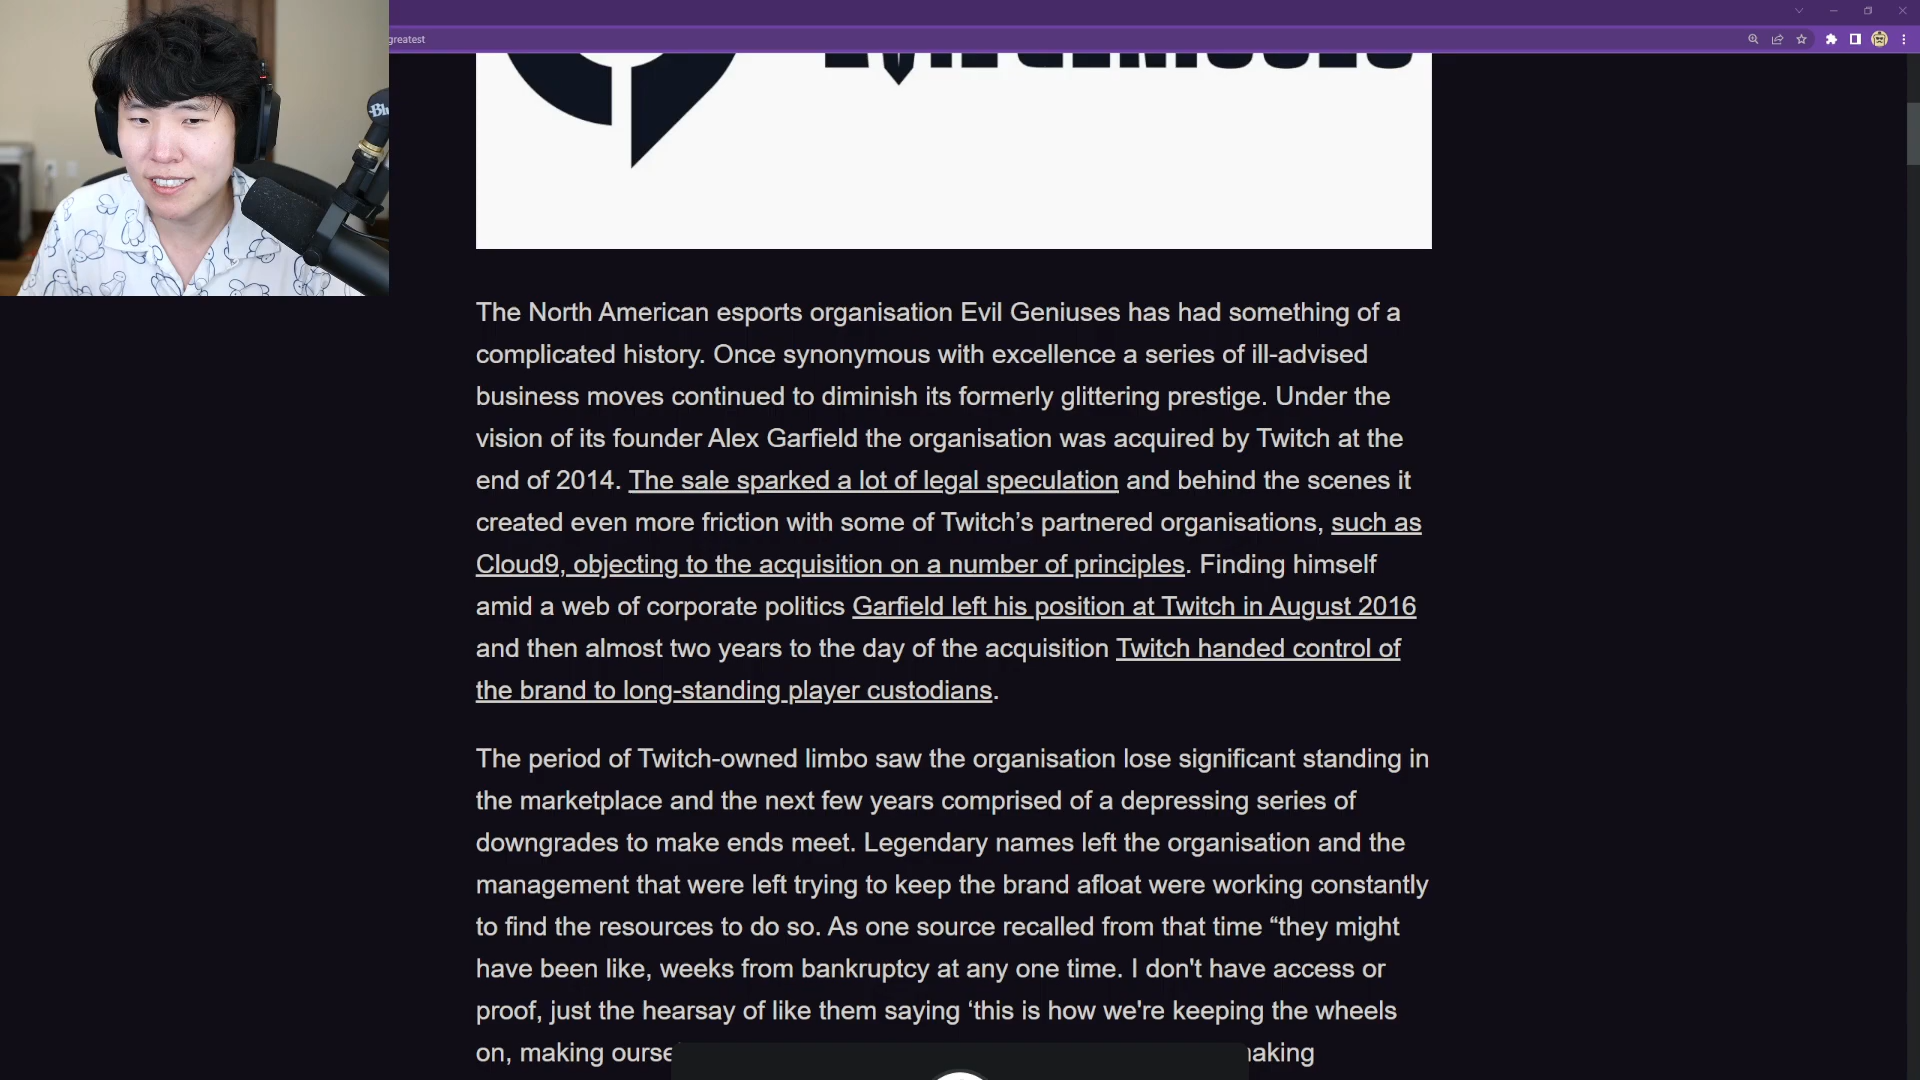 greatest
Blu
EVIL GENIUSES
The North American esports organisation Evil Geniuses has had something of a
complicated history. Once synonymous with excellence a series of ill-advised
business moves continued to diminish its formerly glittering prestige. Under the
vision of its founder Alex Garfield the organisation was acquired by Twitch at the
end of 2014. The sale sparked a lot of legal speculation and behind the scenes it
created even more friction with some of Twitch’s partnered organisations, such as
Cloud9, objecting to the acquisition on a number of principles. Finding himself
amid a web of corporate politics Garfield left his position at Twitch in August 2016
and then almost two years to the day of the acquisition Twitch handed control of
the brand to long-standing player custodians.
The period of Twitch-owned limbo saw the organisation lose significant standing in
the marketplace and the next few years comprised of a depressing series of
downgrades to make ends meet. Legendary names left the organisation and the
management that were left trying to keep the brand afloat were working constantly
to find the resources to do so. As one source recalled from that time “they might
have been like, weeks from bankruptcy at any one time. I don't have access or
proof, just the hearsay of like them saying ‘this is how we're keeping the wheels
on, making ourse aking